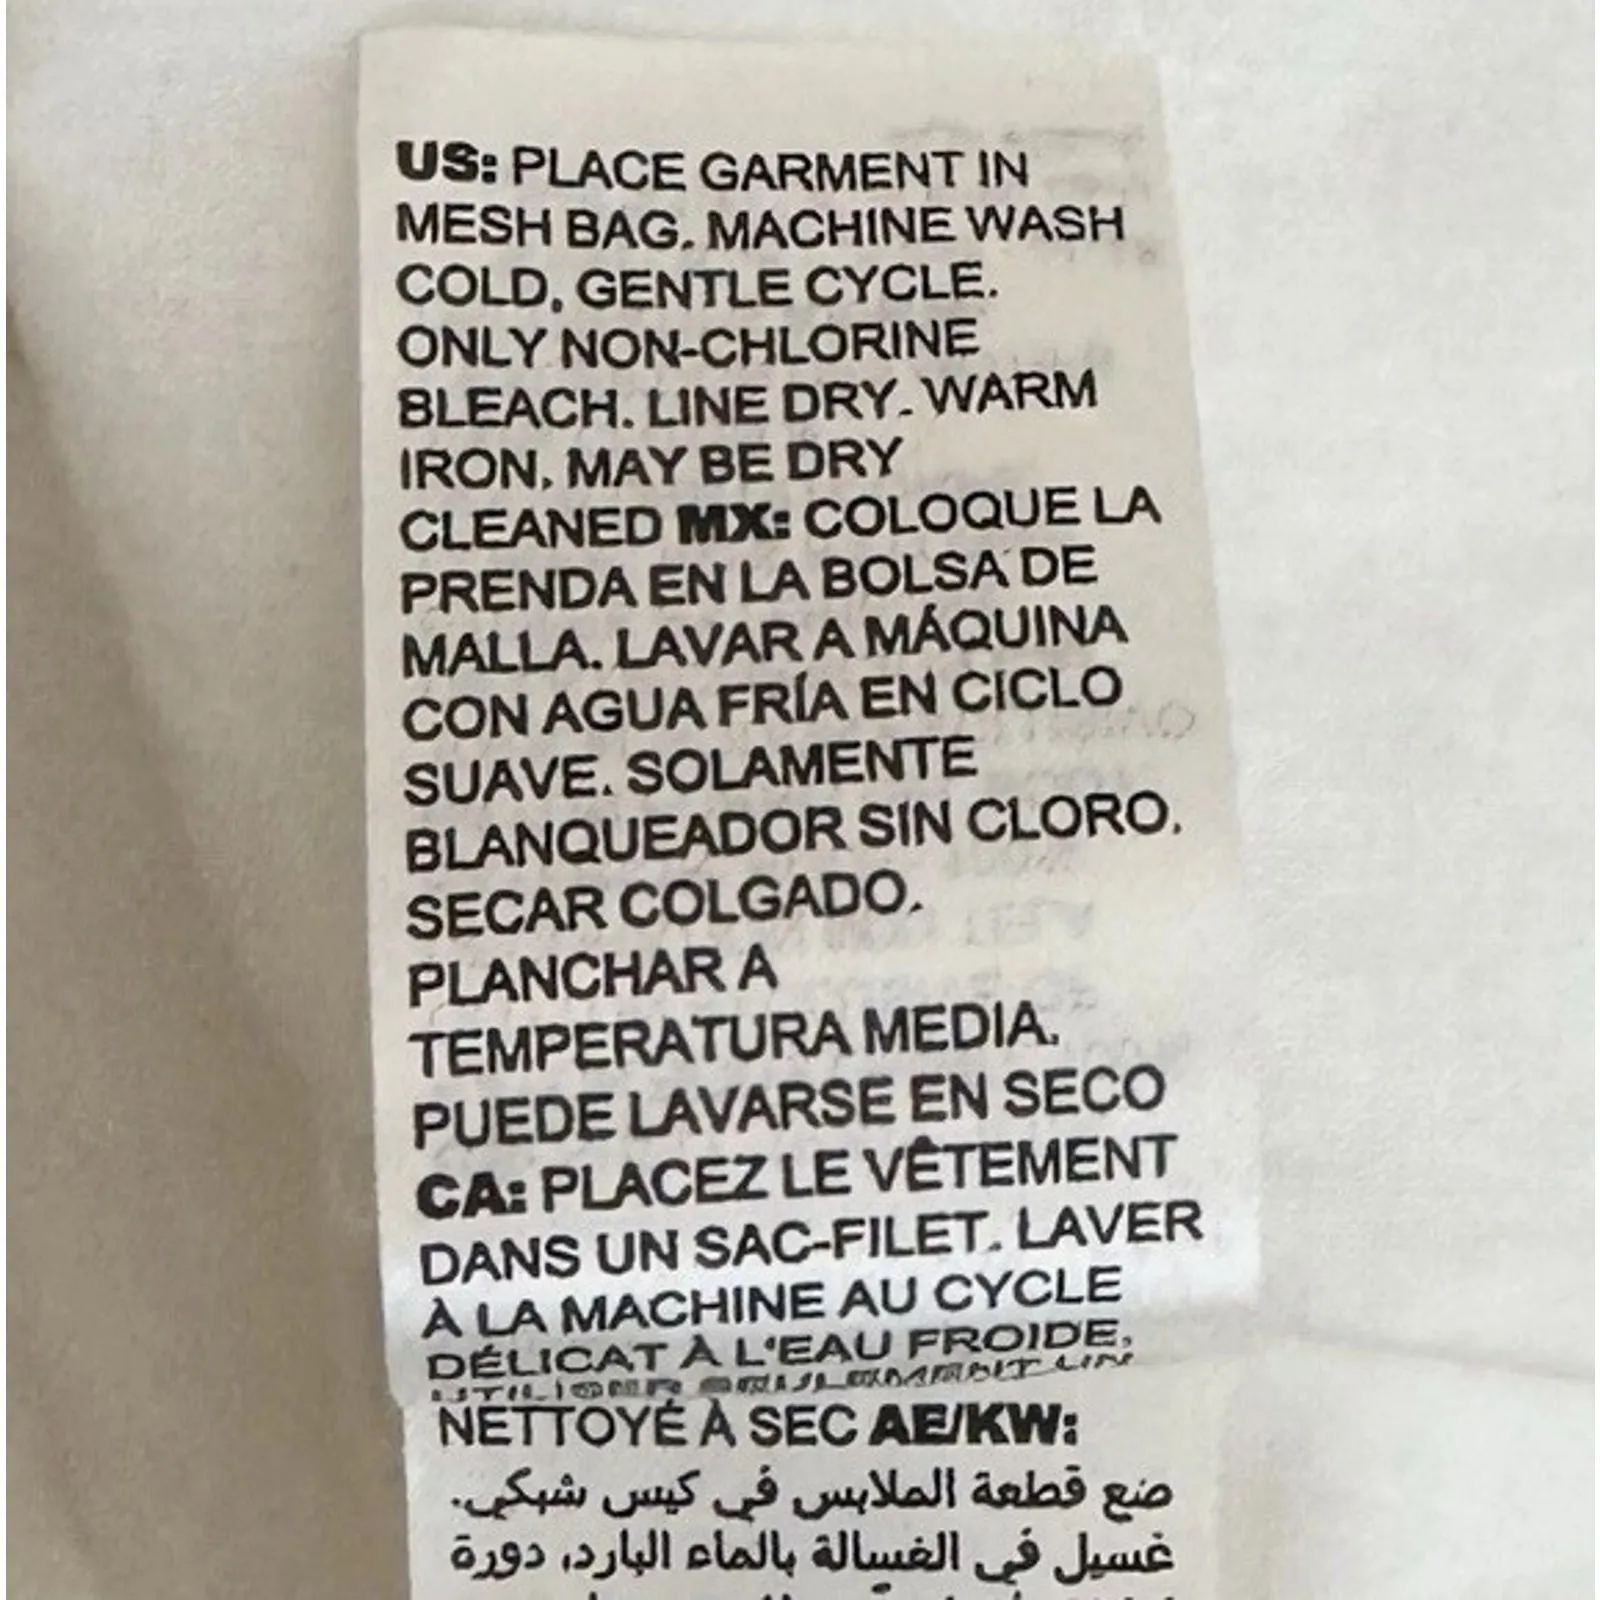 US: PLACE GARMENT IN
MESH BAG. MACHINE WASH
COLD, GENTLE CYCLE.
ONLY NON-CHLORINE
BLEACH. LINE DRY. WARM
IRON. MAY BE DRY
CLEANED MX: COLOQUE LA
PRENDA EN LA BOLSA DE
MALLA. LAVAR A MÁQUINA
CON AGUA FRÍA EN CICLO
SUAVE. SOLAMENTE
BLANQUEADOR SIN CLORO.
SECAR COLGADO.
PLANCHAR A
TEMPERATURA MEDIA.
PUEDE LAVARSE EN SECO
CA: PLACEZ LE VÊTEMENT
DANS UN SAC-FILET. LAVER
À LA MACHINE AU CYCLE
DÉLICAT À L'EAU FROIDE.
NETTOYÉ À SEC AE/KW:
ضع قطعة الملابس في كيس شبكي.
غسيل في الغسالة بالماء البارد، دورة